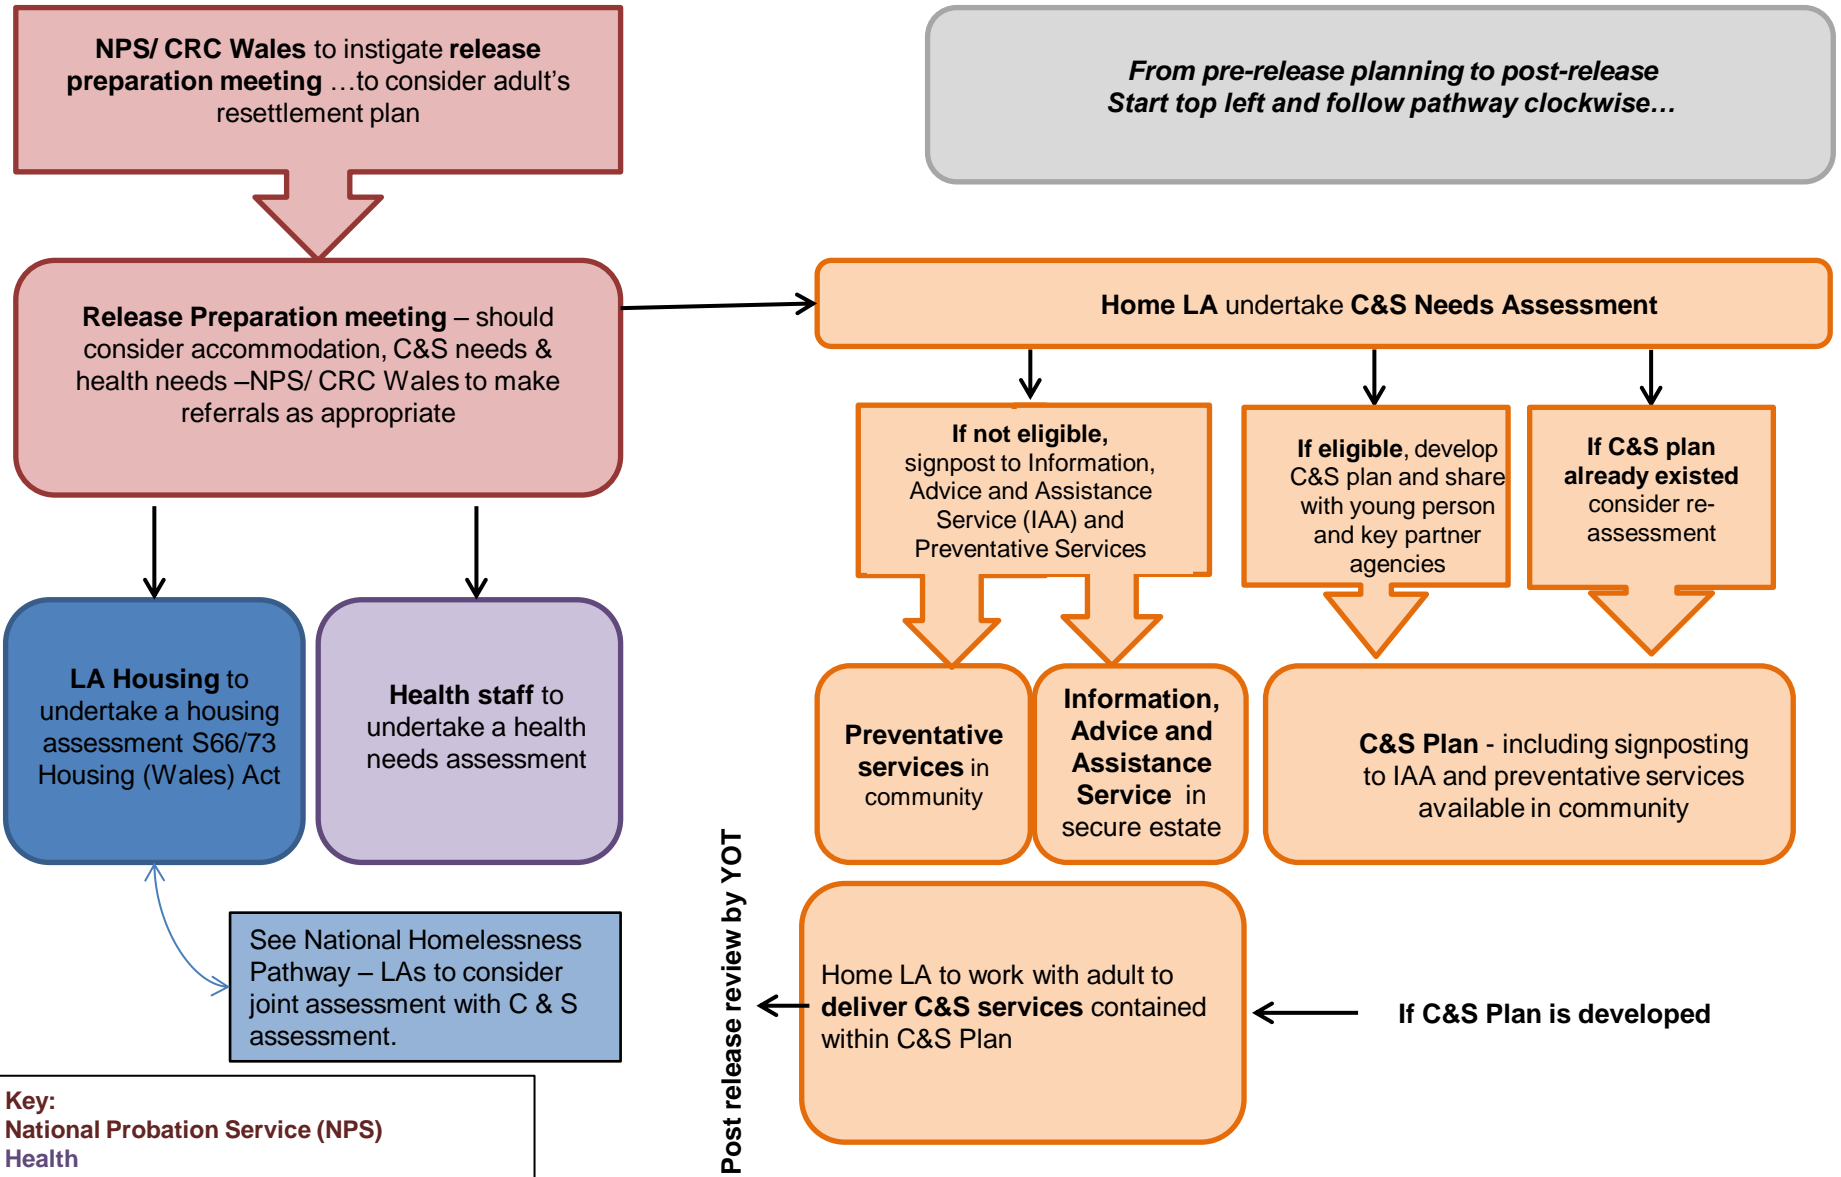 NPS/ CRC Wales to instigate release
preparation meeting …to consider adult’s
resettlement plan
From pre-release planning to post-release
Start top left and follow pathway clockwise…
Release Preparation meeting – should
consider accommodation, C&S needs &
health needs –NPS/ CRC Wales to make
referrals as appropriate
Home LA undertake C&S Needs Assessment
If not eligible,
signpost to Information,
Advice and Assistance
Service (IAA) and
Preventative Services
If eligible, develop
C&S plan and share
with young person
and key partner
agencies
If C&S plan
already existed
consider re-
assessment
LA Housing to
undertake a housing
assessment S66/73
Housing (Wales) Act
Health staff to
undertake a health
needs assessment
Preventative
services in
community
Information,
Advice and
Assistance
Service in
secure estate
C&S Plan - including signposting
to IAA and preventative services
available in community
See National Homelessness
Pathway – LAs to consider
joint assessment with C & S
assessment.
Post release review by YOT
Home LA to work with adult to
deliver C&S services contained
within C&S Plan
If C&S Plan is developed
Key:
National Probation Service (NPS)
Health